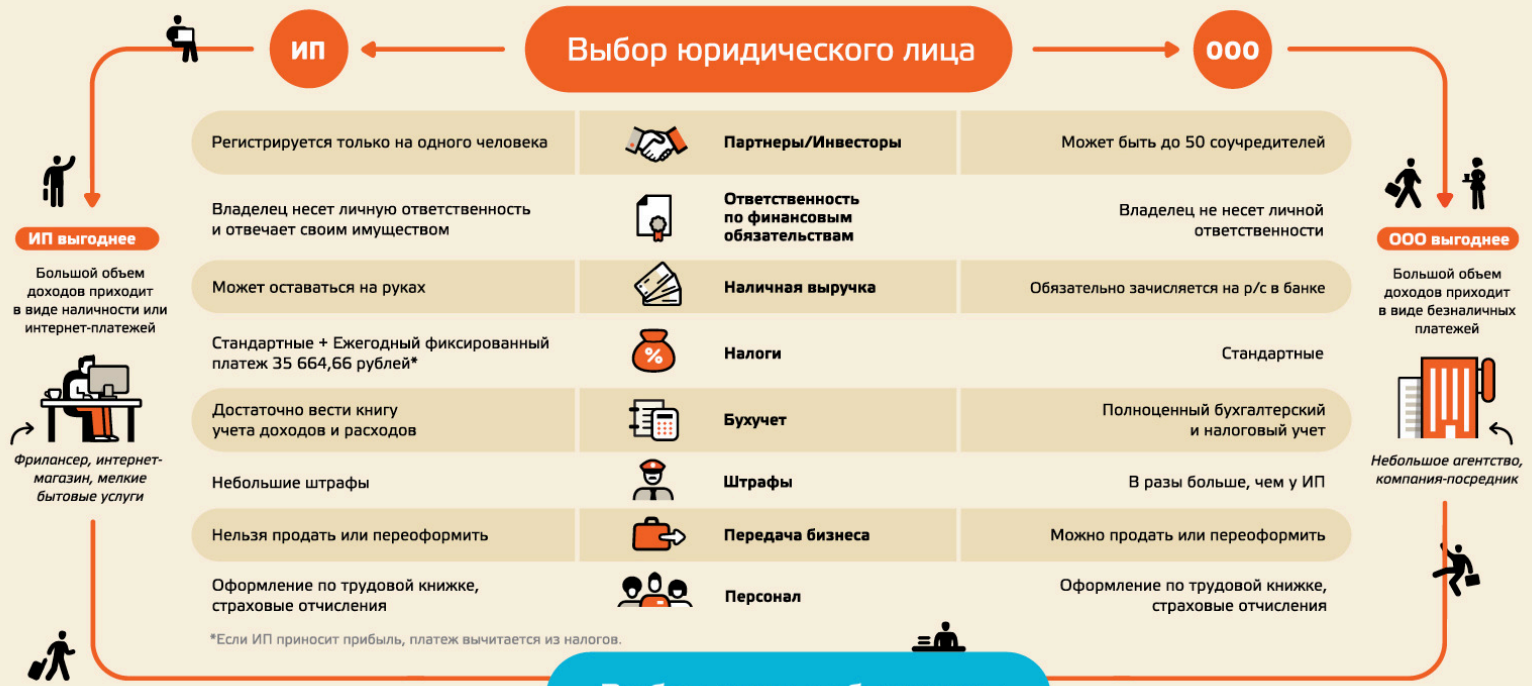 ИП
Выбор юридического лица
ООО
Регистрируется только на одного человека
Партнеры/Инвесторы
Может быть до 50 соучредителей
Владелец несет личную ответственность
и отвечает своим имуществом
Ответственность
по финансовым
обязательствам
Владелец не несет личной
ответственности
ИП выгоднее
Большой объем
доходов приходит
в виде наличности или
интернет-платежей
ООО выгоднее
Большой объем
доходов приходит
в виде безналичных
платежей
Может оставаться на руках
Наличная выручка
Обязательно зачисляется на р/с в банке
Стандартные + Ежегодный фиксированный
платеж 35 664,66 рублей*
%
Налоги
Стандартные
Достаточно вести книгу
учета доходов и расходов
Бухучет
Полноценный бухгалтерский
и налоговый учет
Фрилансер, интернет-
магазин, мелкие
бытовые услуги
Небольшое агентство,
компания-посредник
Небольшие штрафы
Штрафы
В разы больше, чем у ИП
Нельзя продать или переоформить
Передача бизнеса
Можно продать или переоформить
Оформление по трудовой книжке,
страховые отчисления
Персонал
Оформление по трудовой книжке,
страховые отчисления
*Если ИП приносит прибыль, платеж вычитается из налогов.